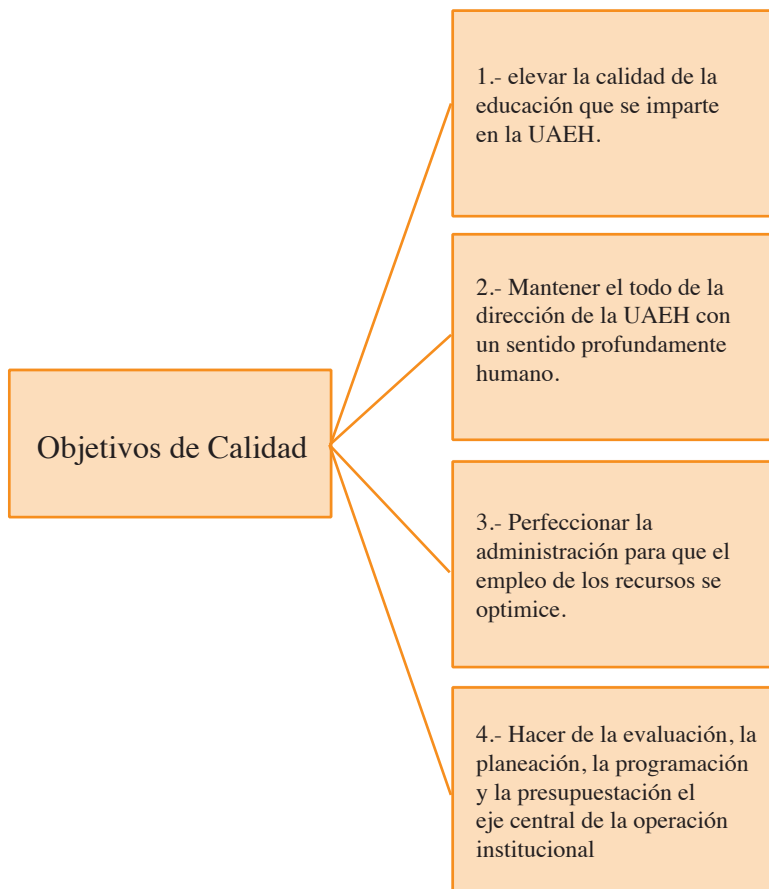 1.- elevar la calidad de la
educación que se imparte
en la UAEH.
2.- Mantener el todo de la
dirección de la UAEH con
un sentido profundamente
humano.
Objetivos de Calidad
3.- Perfeccionar la
administración para que el
empleo de los recursos se
optimice.
4.- Hacer de la evaluación, la
planeación, la programación
y la presupuestación el
eje central de la operación
institucional